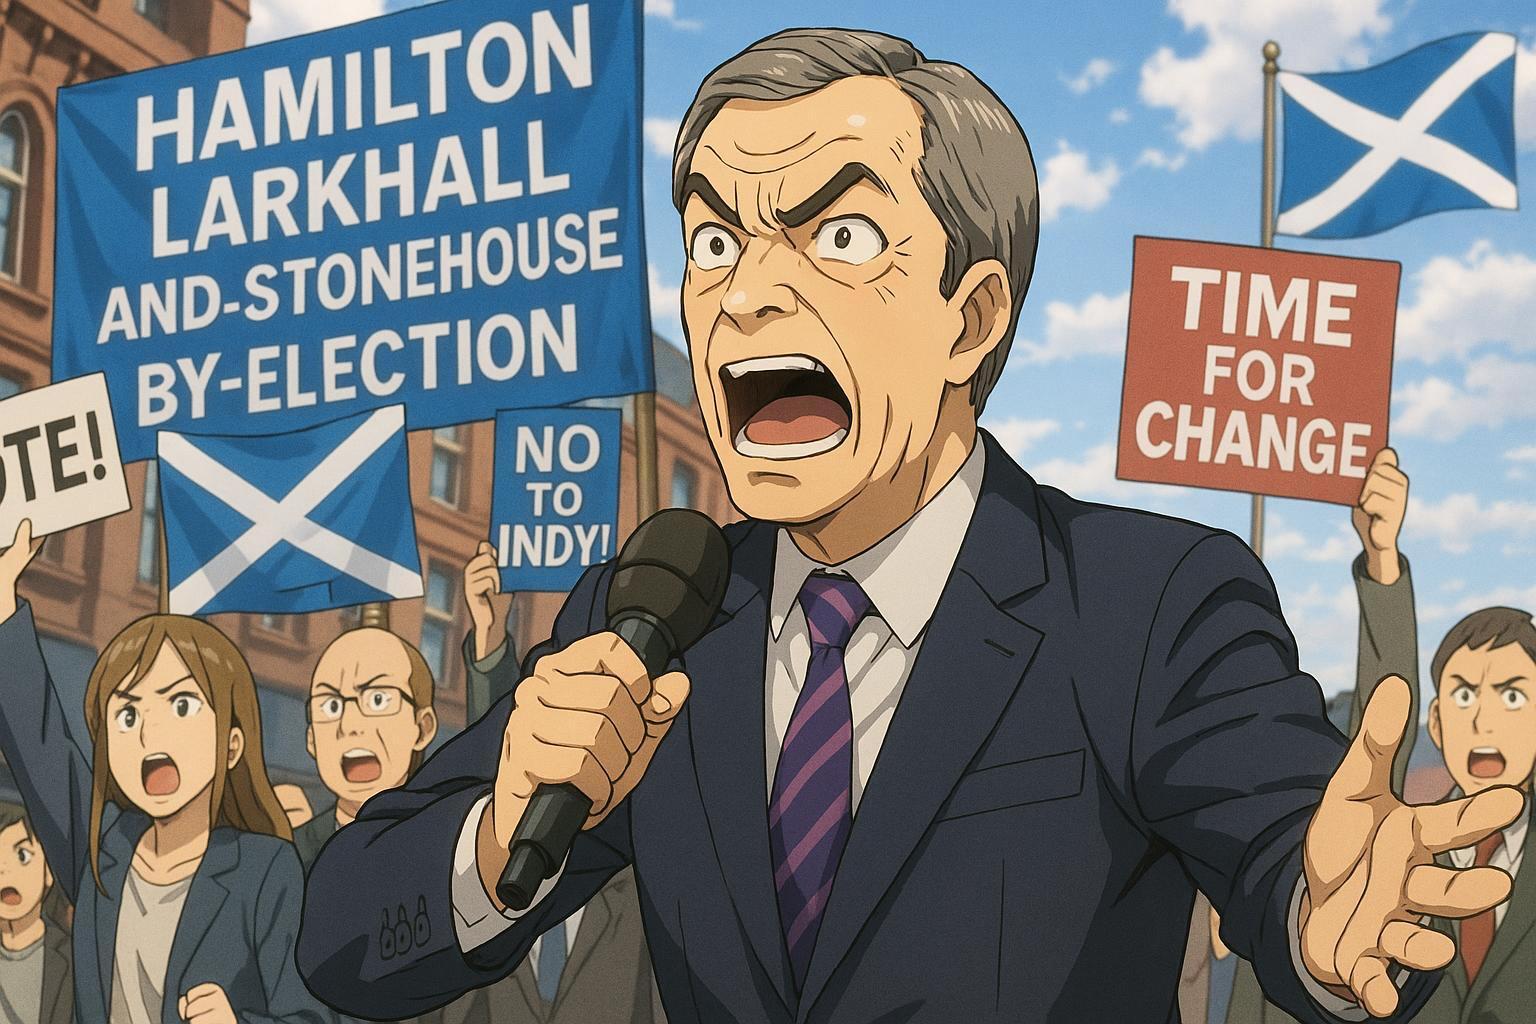 HAMILTON
LARKHALL
AND-STONEHOUSE
BY-ELECTION
OTE!
NO
TO
INDY!
TIME
FOR
CHANGE